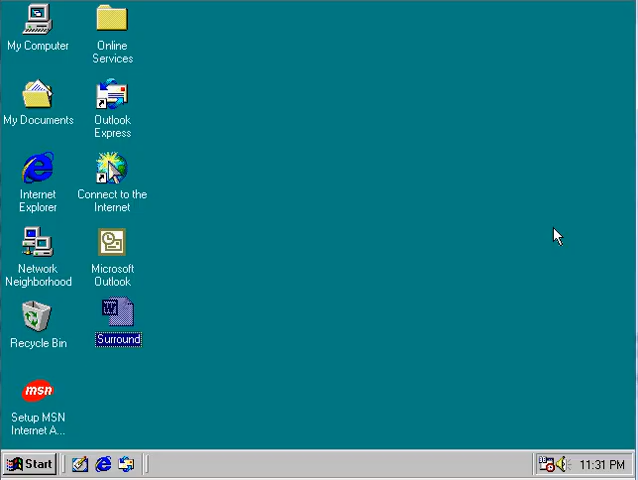 My Computer
Online
Services
My Documents
Outlook
Express
Internet
Explorer
Connect to the
Internet
Network
Neighborhood
Microsoft
Outlook
Recycle Bin
W
Surround
msn
Setup MSN
Internet A...
Start
11:31 PM